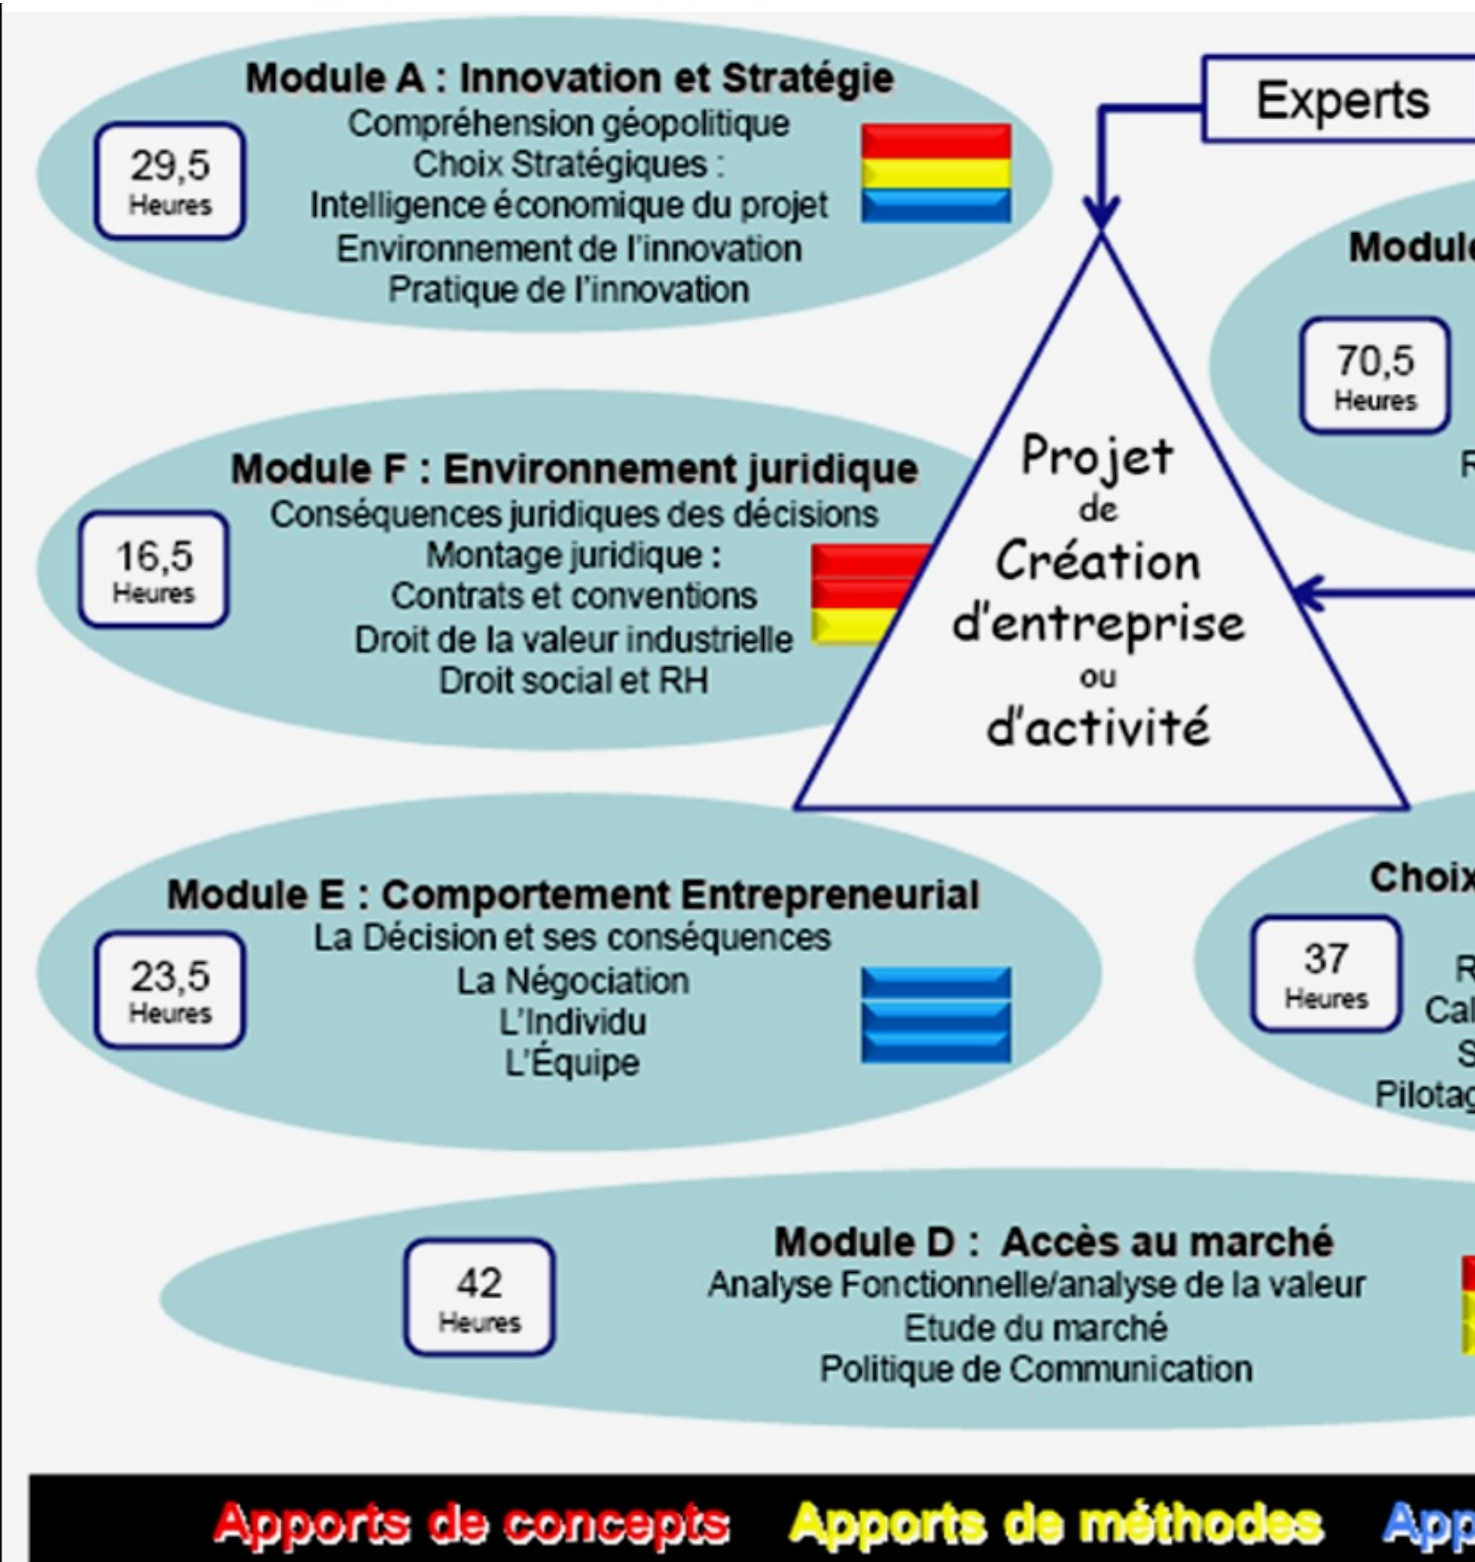 Module A : Innovation et Stratégie
29,5
Heures
Compréhension géopolitique
Choix Stratégiques :
Intelligence économique du projet
Environnement de l'innovation
Pratique de l'innovation
Experts
70,5
Heures
Module F : Environnement juridique
16,5
Heures
Conséquences juridiques des décisions
Montage juridique :
Contrats et conventions
Droit de la valeur industrielle
Droit social et RH
Projet
de
Création
d'entreprise
ou
d'activité
Module E : Comportement Entrepreneurial
23,5
Heures
La Décision et ses conséquences
La Négociation
L'Individu
L'Équipe
Choix
37
Heures
Module D : Accès au marché
42
Heures
Analyse Fonctionnelle/analyse de la valeur
Etude du marché
Politique de Communication
Apports de concepts Apports de méthodes